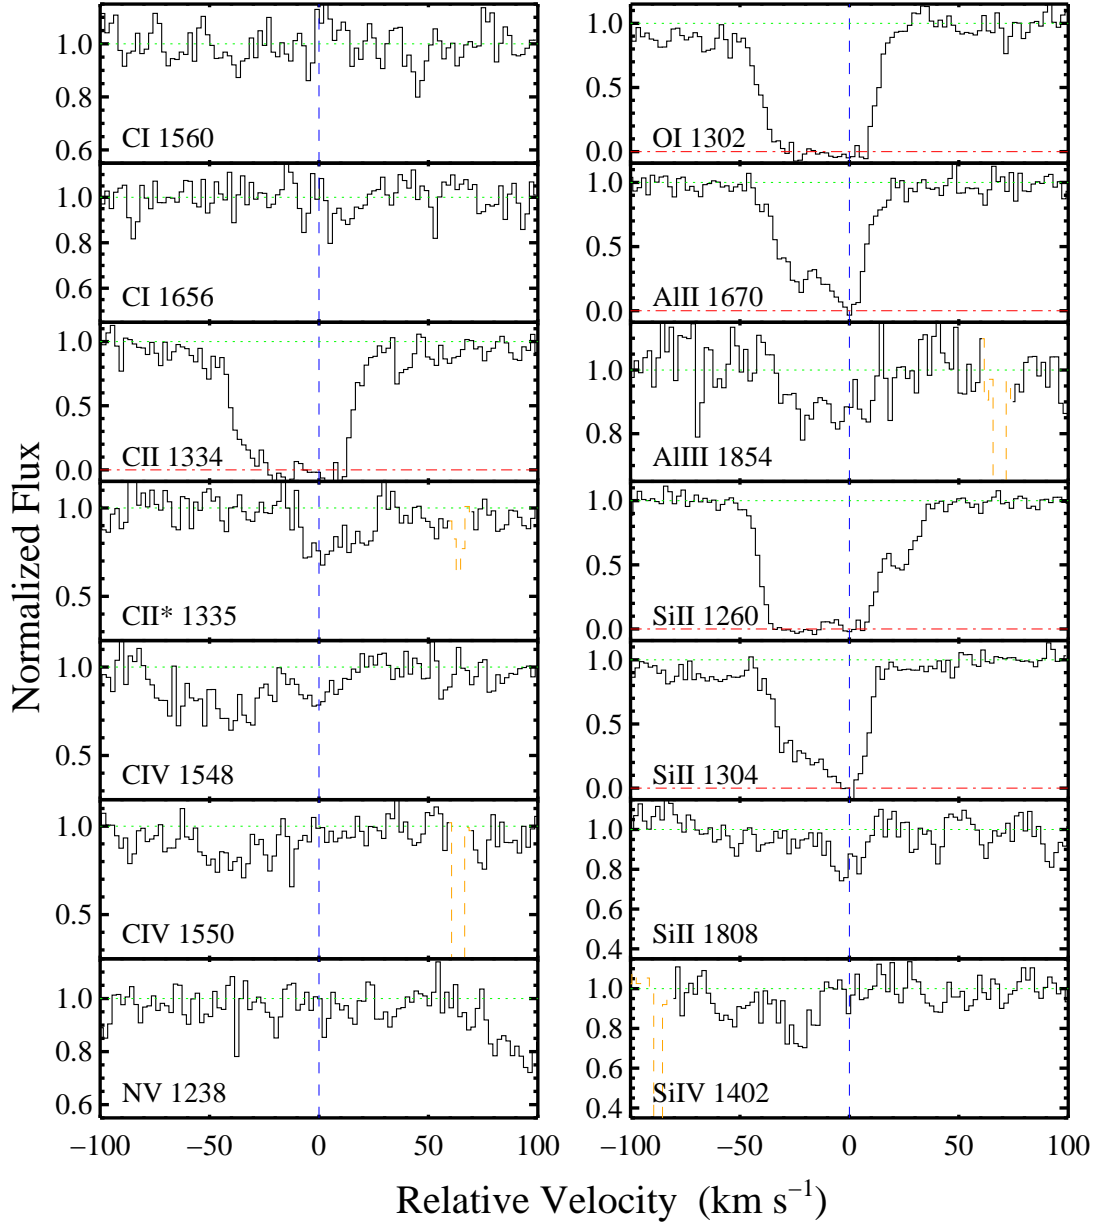 1.0
0.8
0.6
CI 1560
1.0
0.8
0.6
CI 1656
1.0
0.5
0.0
CII 1334
1.0
0.5
CII* 1335
1.0
0.5
CIV 1548
1.0
0.5
CIV 1550
1.0
0.8
0.6
NV 1238
−100 −50 0 50 100
1.0
0.5
0.0
OI 1302
1.0
0.5
0.0
AlII 1670
1.0
0.8
AlIII 1854
1.0
0.5
0.0
SiII 1260
1.0
0.5
0.0
SiII 1304
1.0
0.8
0.6
0.4
SiII 1808
1.0
0.8
0.6
0.4
SiIV 1402
−100 −50 0 50 100
Normalized Flux
Relative Velocity (km s⁻¹)